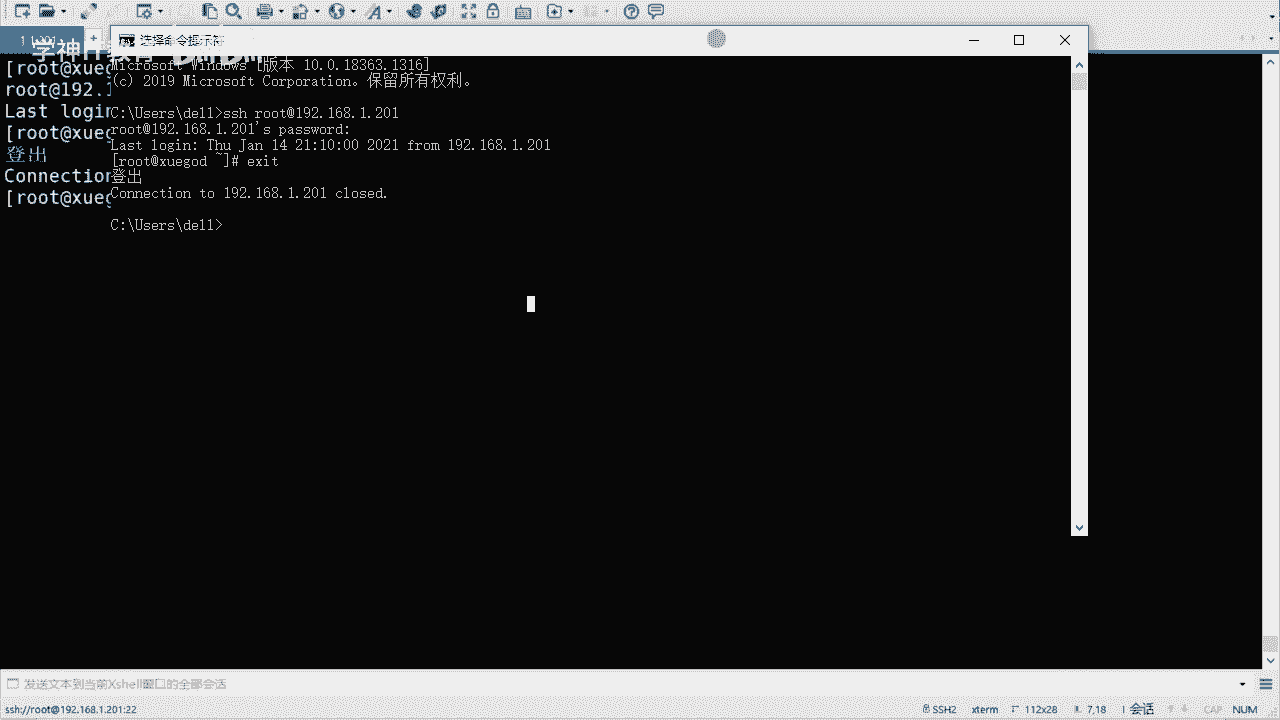 1 1.201
+
学神IT教育
选择命令提示符
[root@xueg
root@192.1
Last login
[root@xueg
登出
Connection
[root@xueg
Microsoft Windows [版本 10.0.18363.1316]
(c) 2019 Microsoft Corporation. 保留所有权利。
C:\Users\dell>ssh root@192.168.1.201
root@192.168.1.201's password:
Last login: Thu Jan 14 21:10:00 2021 from 192.168.1.201
[root@xuegod ~]# exit
登出
Connection to 192.168.1.201 closed.
C:\Users\dell>
发送文本到当前Xshell窗口的全部会话
ssh://root@192.168.1.201:22
SSH2
xterm
112x28
7,18
1 会话
CAP
NUM